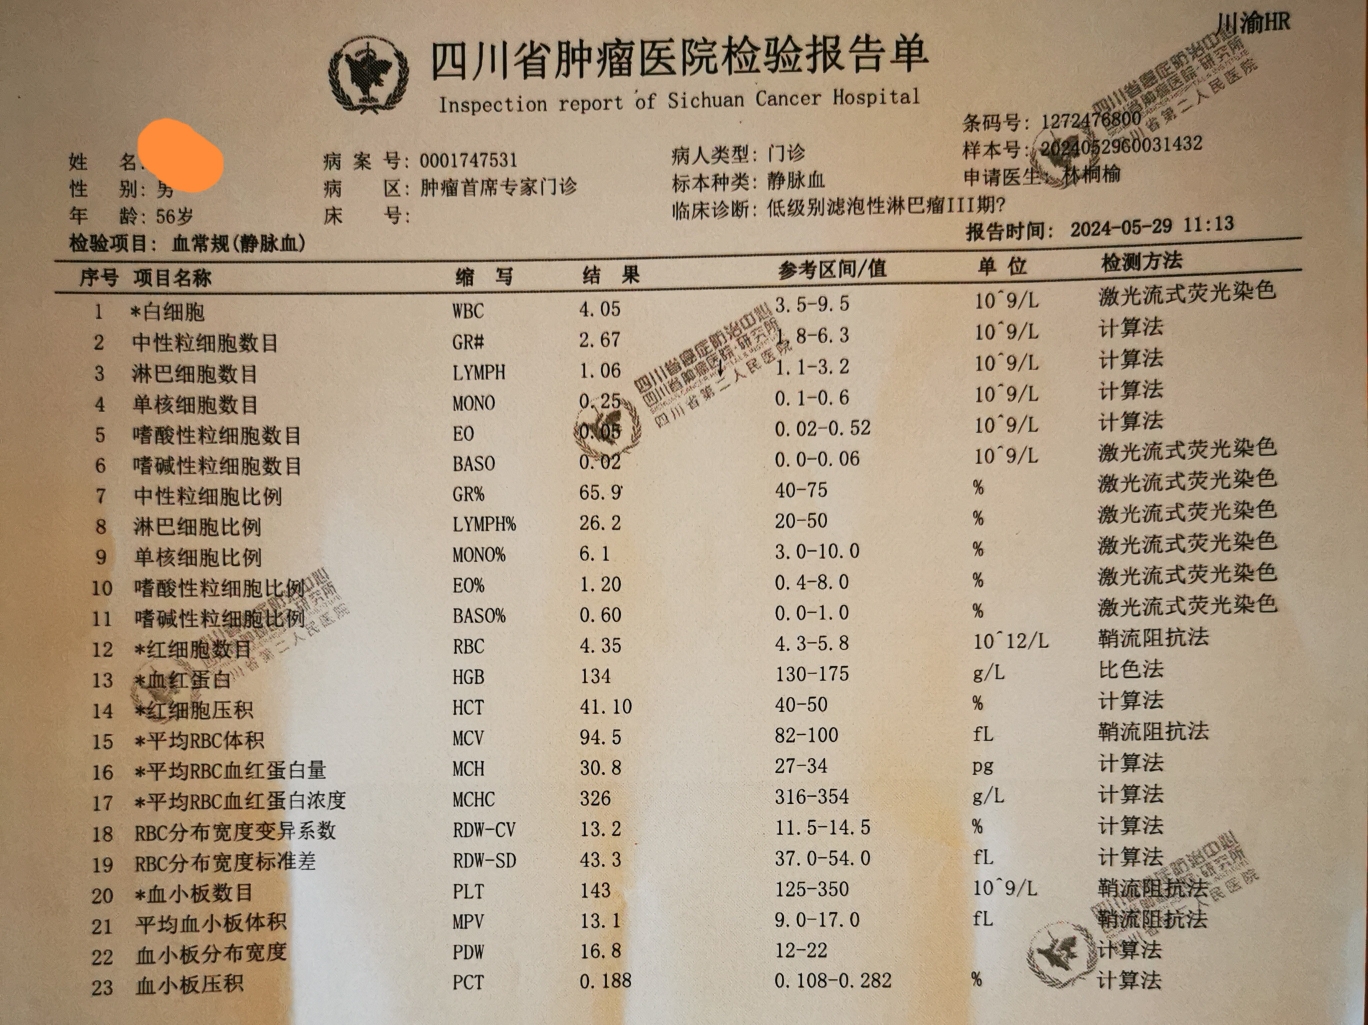 川渝HR
四川省肿瘤医院检验报告单
Inspection report of Sichuan Cancer Hospital
条码号: 1272476800
姓 名: 病案号: 0001747531 病人类型: 门诊 样本号: 2024052960031432
性 别: 男 病 区: 肿瘤首席专家门诊 标本种类: 静脉血 申请医生: 林桐榆
年 龄: 56岁 床 号: 临床诊断: 低级别滤泡性淋巴瘤III期?
检验项目: 血常规(静脉血) 报告时间: 2024-05-29 11:13
序号 项目名称 缩 写 结 果 参考区间/值 单 位 检测方法
1 *白细胞 WBC 4.05 3.5-9.5 10^9/L 激光流式荧光染色
2 中性粒细胞数目 GR# 2.67 1.8-6.3 10^9/L 计算法
3 淋巴细胞数目 LYMPH 1.06 1.1-3.2 10^9/L 计算法
4 单核细胞数目 MONO 0.25 0.1-0.6 10^9/L 计算法
5 嗜酸性粒细胞数目 EO 0.05 0.02-0.52 10^9/L 计算法
6 嗜碱性粒细胞数目 BASO 0.02 0.0-0.06 10^9/L 激光流式荧光染色
7 中性粒细胞比例 GR% 65.9 40-75 % 激光流式荧光染色
8 淋巴细胞比例 LYMPH% 26.2 20-50 % 激光流式荧光染色
9 单核细胞比例 MONO% 6.1 3.0-10.0 % 激光流式荧光染色
10 嗜酸性粒细胞比例 EO% 1.20 0.4-8.0 % 激光流式荧光染色
11 嗜碱性粒细胞比例 BASO% 0.60 0.0-1.0 % 激光流式荧光染色
12 *红细胞数目 RBC 4.35 4.3-5.8 10^12/L 鞘流阻抗法
13 *血红蛋白 HGB 134 130-175 g/L 比色法
14 *红细胞压积 HCT 41.10 40-50 % 计算法
15 *平均RBC体积 MCV 94.5 82-100 fL 鞘流阻抗法
16 *平均RBC血红蛋白量 MCH 30.8 27-34 pg 计算法
17 *平均RBC血红蛋白浓度 MCHC 326 316-354 g/L 计算法
18 RBC分布宽度变异系数 RDW-CV 13.2 11.5-14.5 % 计算法
19 RBC分布宽度标准差 RDW-SD 43.3 37.0-54.0 fL 计算法
20 *血小板数目 PLT 143 125-350 10^9/L 鞘流阻抗法
21 平均血小板体积 MPV 13.1 9.0-17.0 fL 鞘流阻抗法
22 血小板分布宽度 PDW 16.8 12-22 计算法
23 血小板压积 PCT 0.188 0.108-0.282 % 计算法
四川省癌症防治中心
四川省肿瘤医院·研究所
四川省第二人民医院